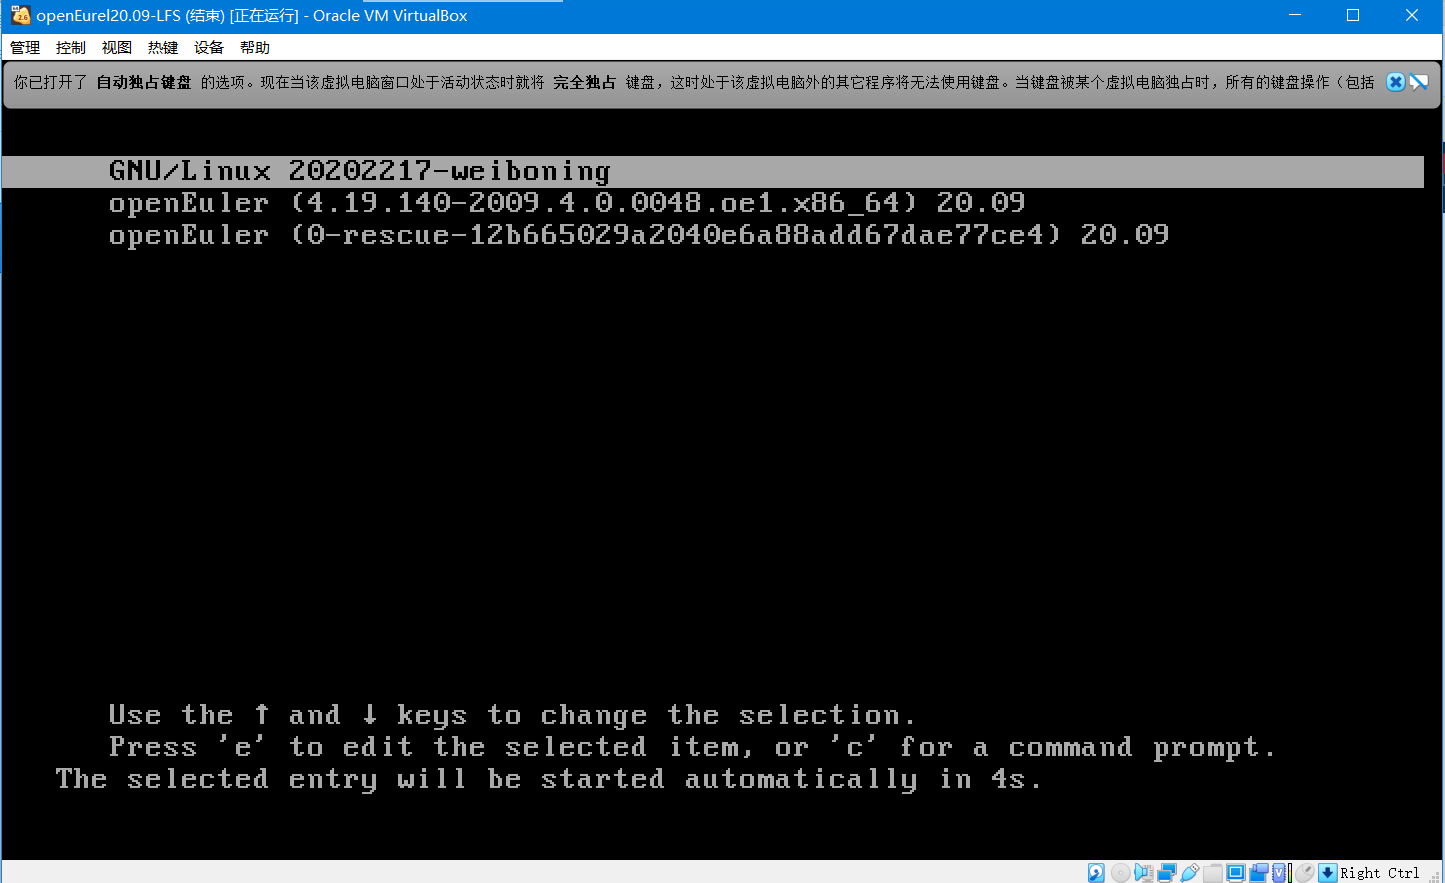 openEurel20.09-LFS (结束) [正在运行] - Oracle VM VirtualBox
管理 控制 视图 热键 设备 帮助
你已打开了 自动独占键盘 的选项。现在当该虚拟电脑窗口处于活动状态时就将 完全独占 键盘，这时处于该虚拟电脑外的其它程序将无法使用键盘。当键盘被某个虚拟电脑独占时，所有的键盘操作（包括
GNU/Linux 20202217-weiboning
openEuler (4.19.140-2009.4.0.0048.oe1.x86_64) 20.09
openEuler (0-rescue-12b665029a2040e6a88add67dae77ce4) 20.09
Use the ↑ and ↓ keys to change the selection.
Press 'e' to edit the selected item, or 'c' for a command prompt.
The selected entry will be started automatically in 4s.
Right Ctrl